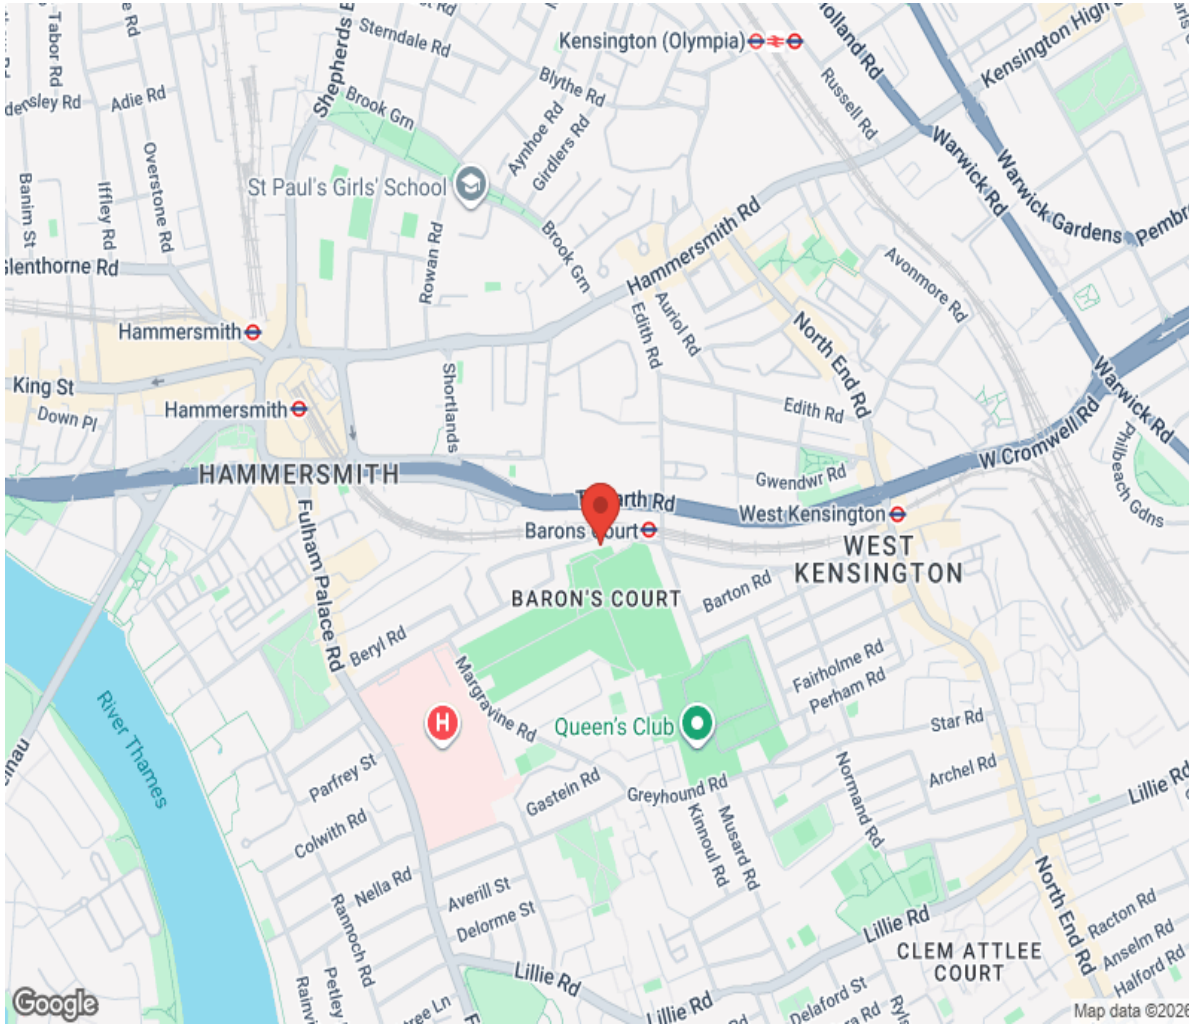 Tabor Rd
Sterndale Rd
Kensington (Olympia)
Holland Rd
Kensington High
Shepherds
Adie Rd
Brook Grn
Blythe Rd
Russell Rd
Warwick Rd
Warwick Gardens
Overstone Rd
Aynhoe Rd
Girdlers Rd
Iffley Rd
Banim St
St Paul's Girls' School
Rowan Rd
Brook Grn
Hammersmith Rd
Avonmore Rd
Glenthorne Rd
Edith Rd
Auriol Rd
North End Rd
Hammersmith
King St
Shortlands
Down Pl
Hammersmith
Edith Rd
Warwick Rd
W Cromwell Rd
Philbeach Gdns
HAMMERSMITH
Gwendwr Rd
West Kensington
Barons Court
WEST
KENSINGTON
Fulham Palace Rd
BARON'S COURT
Barton Rd
Beryl Rd
Margravine Rd
Fairholme Rd
Perham Rd
River Thames
Queen's Club
Star Rd
Parfrey St
Gastein Rd
Greyhound Rd
Normand Rd
Archel Rd
Lillie Rd
Colwith Rd
Kinnoul Rd
Musard Rd
Nella Rd
Averill St
Delorme St
Rannoch Rd
North End Rd
Racton Rd
Lillie Rd
CLEM ATTLEE
COURT
Anselm Rd
Halford Rd
Lillie Rd
Delaford St
Lillie Rd
Petley
H
Google
Map data ©2026